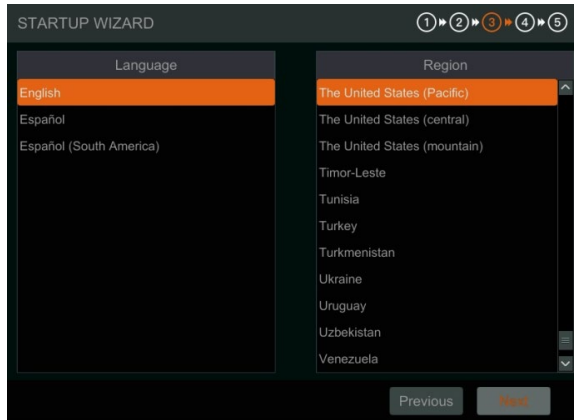 STARTUP WIZARD
1 2 3 4 5
Language
English
Español
Español (South America)
Region
The United States (Pacific)
The United States (central)
The United States (mountain)
Timor-Leste
Tunisia
Turkey
Turkmenistan
Ukraine
Uruguay
Uzbekistan
Venezuela
Previous
Next